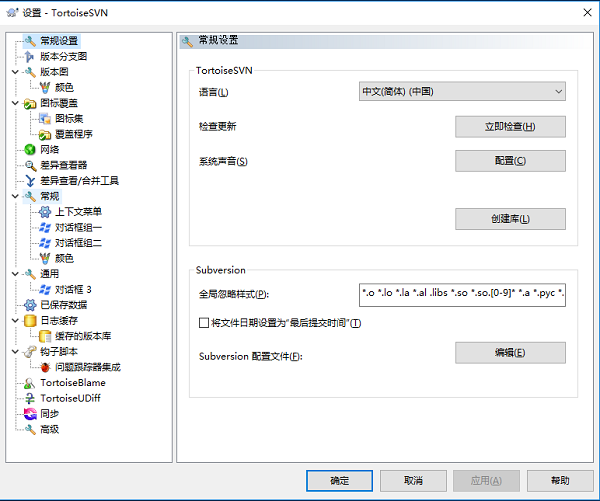 设置 - TortoiseSVN
常规设置
版本分支图
版本图
颜色
图标覆盖
图标集
覆盖程序
网络
差异查看器
差异查看/合并工具
常规
上下文菜单
对话框组一
对话框组二
颜色
通用
对话框 3
已保存数据
日志缓存
缓存的版本库
钩子脚本
问题跟踪器集成
TortoiseBlame
TortoiseUDiff
同步
高级
常规设置
TortoiseSVN
语言(L)
中文(简体) (中国)
检查更新
立即检查(H)
系统声音(S)
配置(C)
创建库(L)
Subversion
全局忽略样式(P):
*.o *.lo *.la *.al .libs *.so *.so.[0-9]* *.a *.pyc *.
将文件日期设置为“最后提交时间”(T)
Subversion 配置文件(F):
编辑(E)
确定
取消
应用(A)
帮助